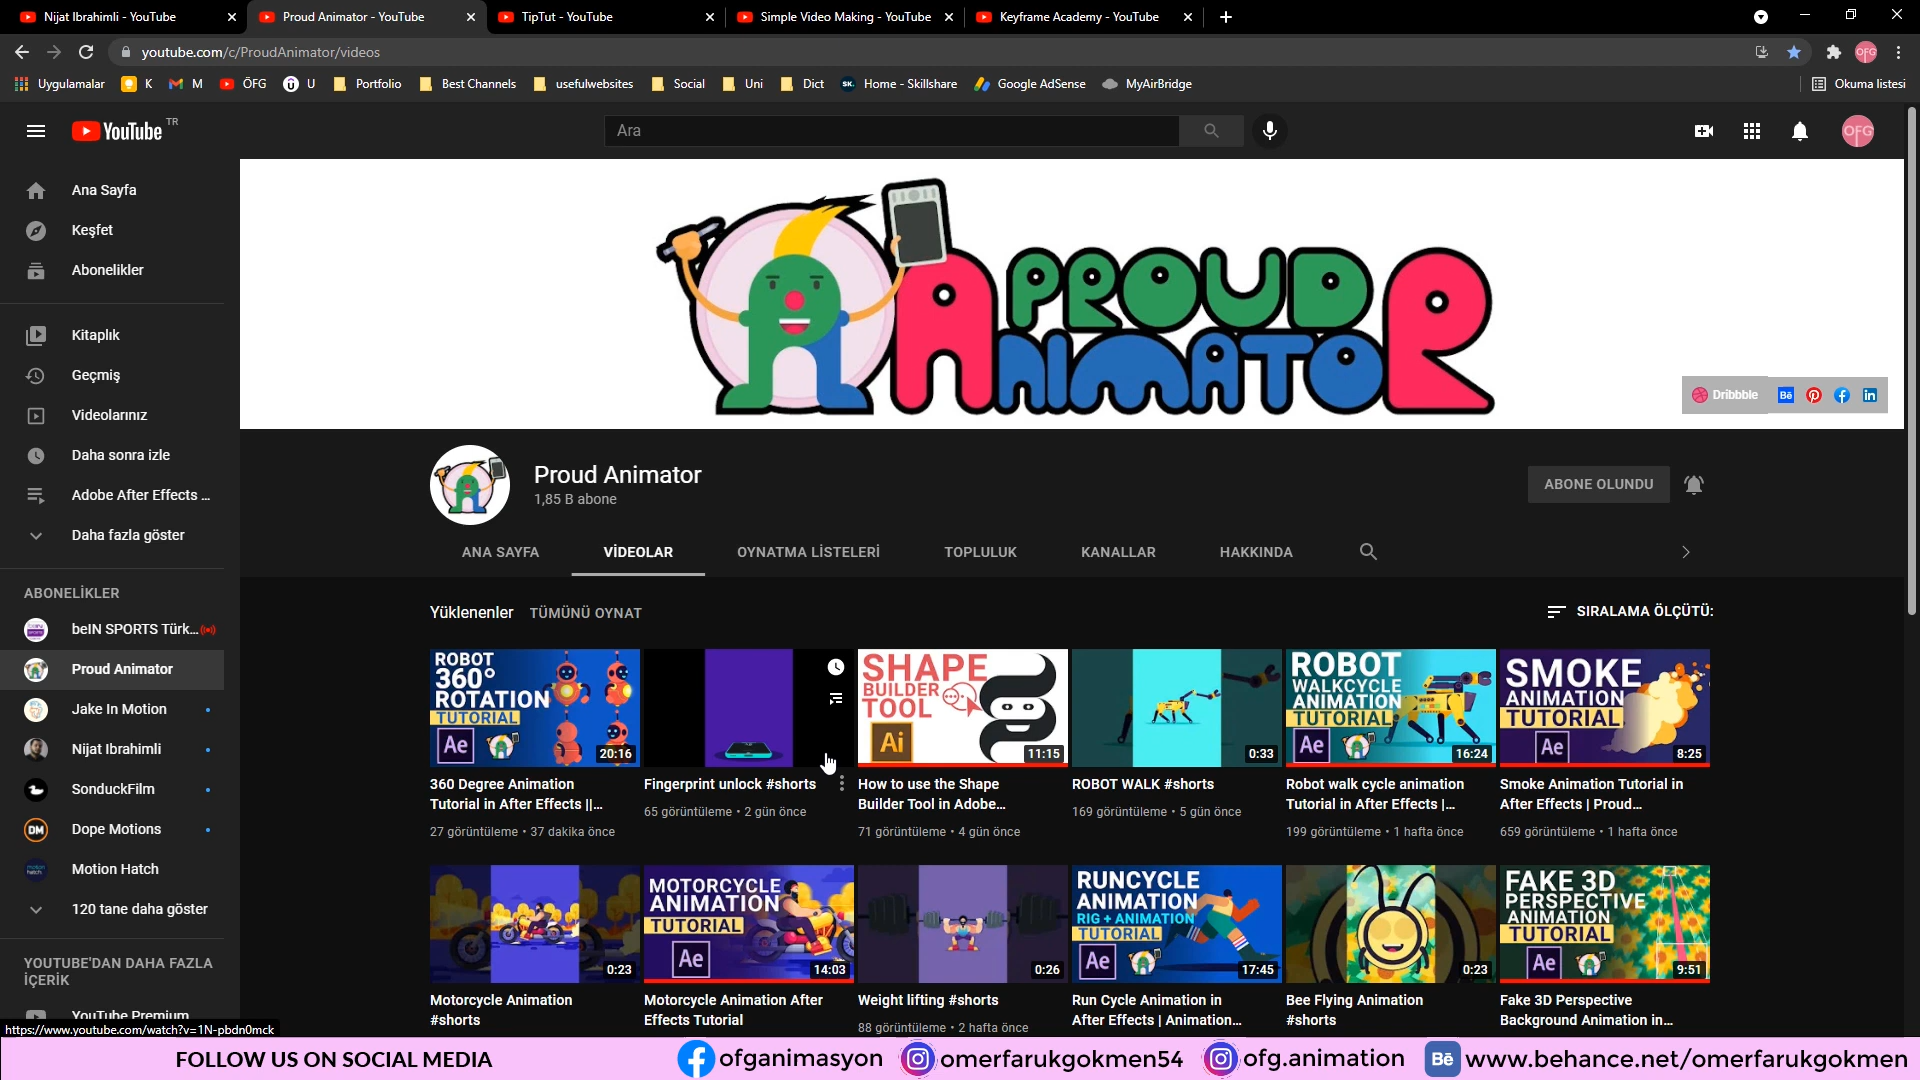 Nijat Ibrahimli - YouTube
Proud Animator - YouTube
TipTut - YouTube
Simple Video Making - YouTube
Keyframe Academy - YouTube
youtube.com/c/ProudAnimator/videos
OFG
Uygulamalar
K
M
ÖFG
U
Portfolio
Best Channels
usefulwebsites
Social
Uni
Dict
SK.
Home - Skillshare
Google AdSense
MyAirBridge
Okuma listesi
YouTube TR
Ara
OFG
Ana Sayfa
Keşfet
Abonelikler
Kitaplık
Geçmiş
Videolarınız
Daha sonra izle
Adobe After Effects ...
Daha fazla göster
ABONELİKLER
beIN SPORTS Türk...
Proud Animator
Jake In Motion
Nijat Ibrahimli
SonduckFilm
DM
Dope Motions
Motion Hatch
120 tane daha göster
YOUTUBE'DAN DAHA FAZLA
İÇERİK
YouTube Premium
https://www.youtube.com/watch?v=1N-pbdn0mck
A PROUD
ANIMATOR
Dribbble
Bē
in
Proud Animator
1,85 B abone
ABONE OLUNDU
ANA SAYFA
VİDEOLAR
OYNATMA LİSTELERİ
TOPLULUK
KANALLAR
HAKKINDA
Yüklenenler
TÜMÜNÜ OYNAT
SIRALAMA ÖLÇÜTÜ:
ROBOT
360°
ROTATION
TUTORIAL
Ae
20:16
360 Degree Animation
Tutorial in After Effects ||...
27 görüntüleme • 37 dakika önce
Fingerprint unlock #shorts
65 görüntüleme • 2 gün önce
SHAPE
BUILDER
TOOL
Ai
11:15
How to use the Shape
Builder Tool in Adobe...
71 görüntüleme • 4 gün önce
0:33
ROBOT WALK #shorts
169 görüntüleme • 5 gün önce
ROBOT
WALKCYCLE
ANIMATION
TUTORIAL
Ae
16:24
Robot walk cycle animation
Tutorial in After Effects |...
199 görüntüleme • 1 hafta önce
SMOKE
ANIMATION
TUTORIAL
Ae
8:25
Smoke Animation Tutorial in
After Effects | Proud...
659 görüntüleme • 1 hafta önce
0:23
Motorcycle Animation
#shorts
MOTORCYCLE
ANIMATION
TUTORIAL
Ae
14:03
Motorcycle Animation After
Effects Tutorial
0:26
Weight lifting #shorts
88 görüntüleme • 2 hafta önce
RUNCYCLE
ANIMATION
RIG + ANIMATION
TUTORIAL
Ae
17:45
Run Cycle Animation in
After Effects | Animation...
0:23
Bee Flying Animation
#shorts
FAKE 3D
PERSPECTIVE
ANIMATION
TUTORIAL
Ae
9:51
Fake 3D Perspective
Background Animation in...
FOLLOW US ON SOCIAL MEDIA
ofganimasyon
omerfarukgokmen54
ofg.animation
Bē
www.behance.net/omerfarukgokmen